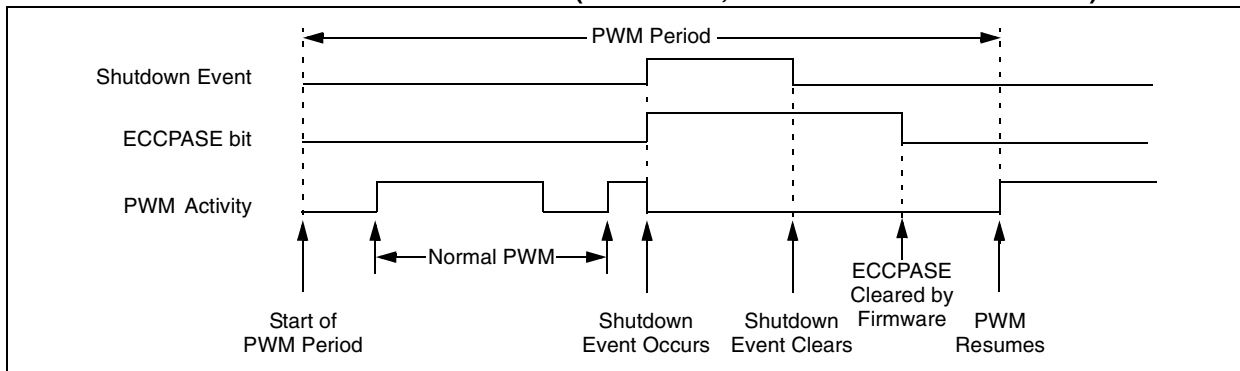 PWM Period
Shutdown Event
ECCPASE bit
PWM Activity
Normal PWM
Start of
PWM Period
Shutdown
Event Occurs
Shutdown
Event Clears
ECCPASE
Cleared by
Firmware
PWM
Resumes